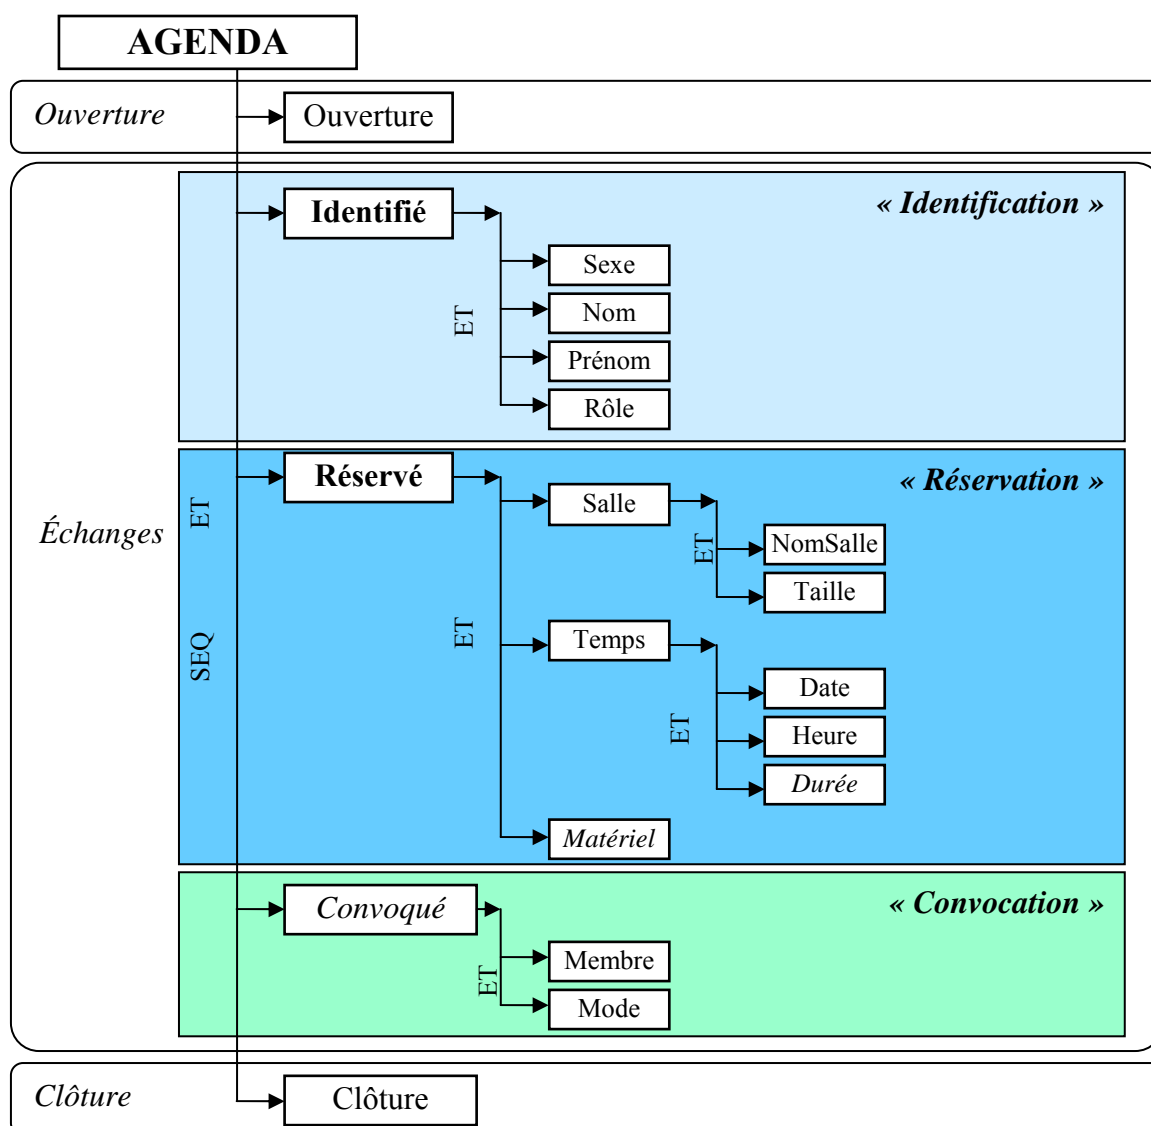 AGENDA
Ouverture
Ouverture
Identifié
« Identification »
Sexe
Nom
ET
Prénom
Rôle
Réservé
« Réservation »
Salle
ET
Échanges
ET
NomSalle
Taille
ET
SEQ
Temps
Date
ET
Heure
Durée
Matériel
Convoqué
« Convocation »
Membre
ET
Mode
Clôture
Clôture